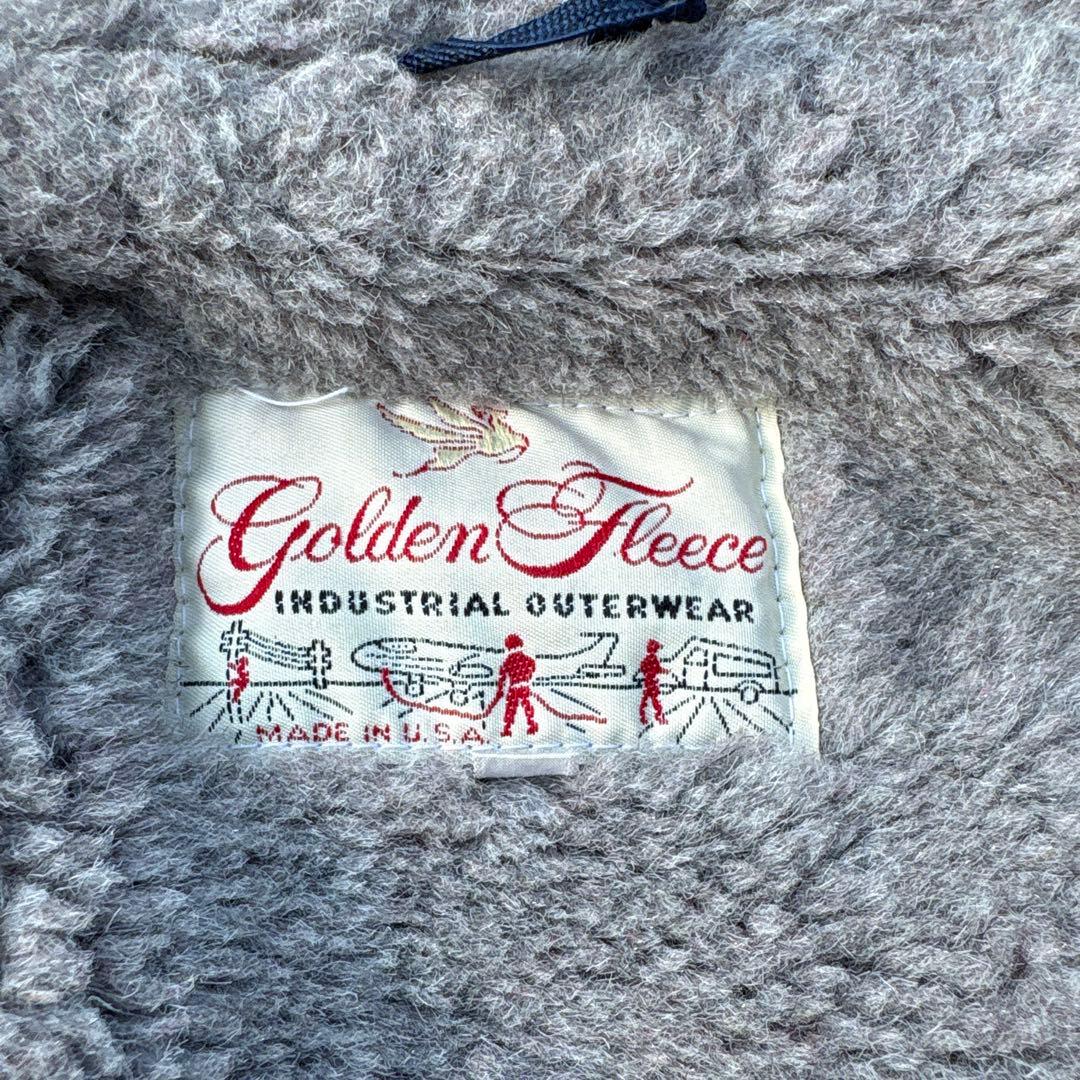 Golden Fleece
INDUSTRIAL OUTERWEAR
MADE IN U.S.A.